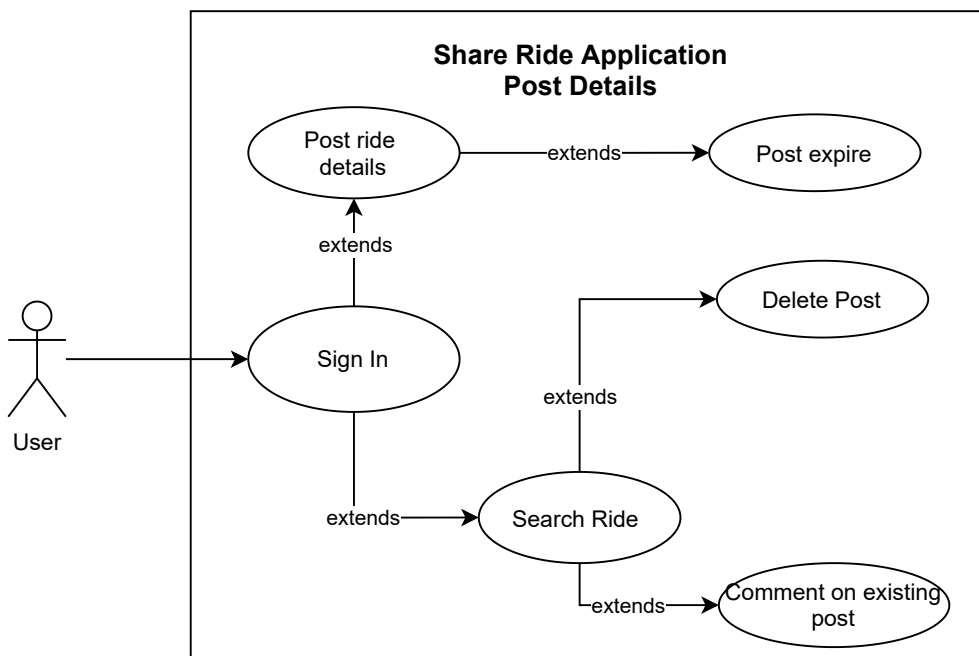 Share Ride Application
Post Details
Post ride
details
extends
Post expire
extends
Delete Post
Sign In
extends
User
extends
Search Ride
Comment on existing
post
extends